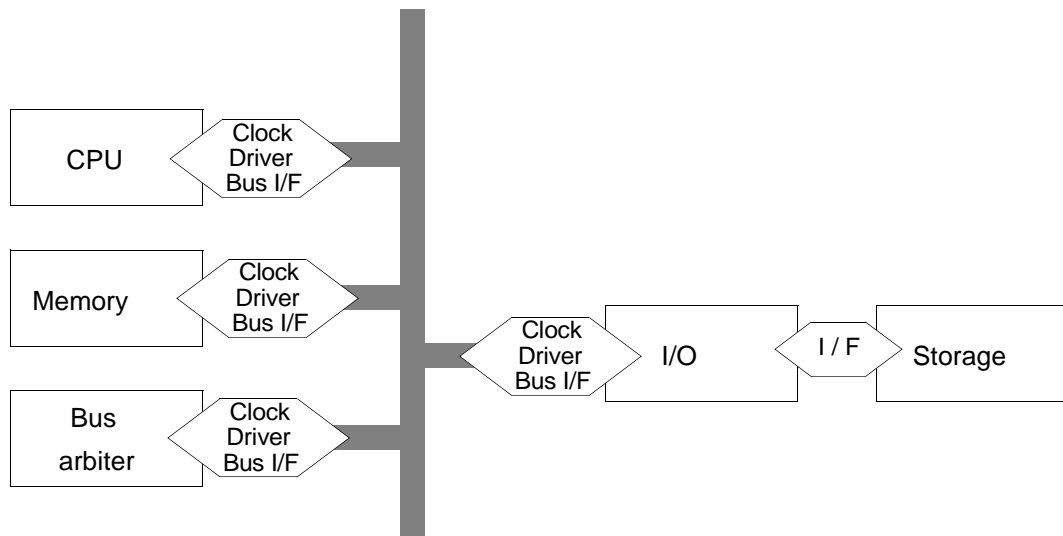 CPU
Clock
Driver
Bus I/F
Memory
Clock
Driver
Bus I/F
Bus
arbiter
Clock
Driver
Bus I/F
Clock
Driver
Bus I/F
I/O
I / F
Storage